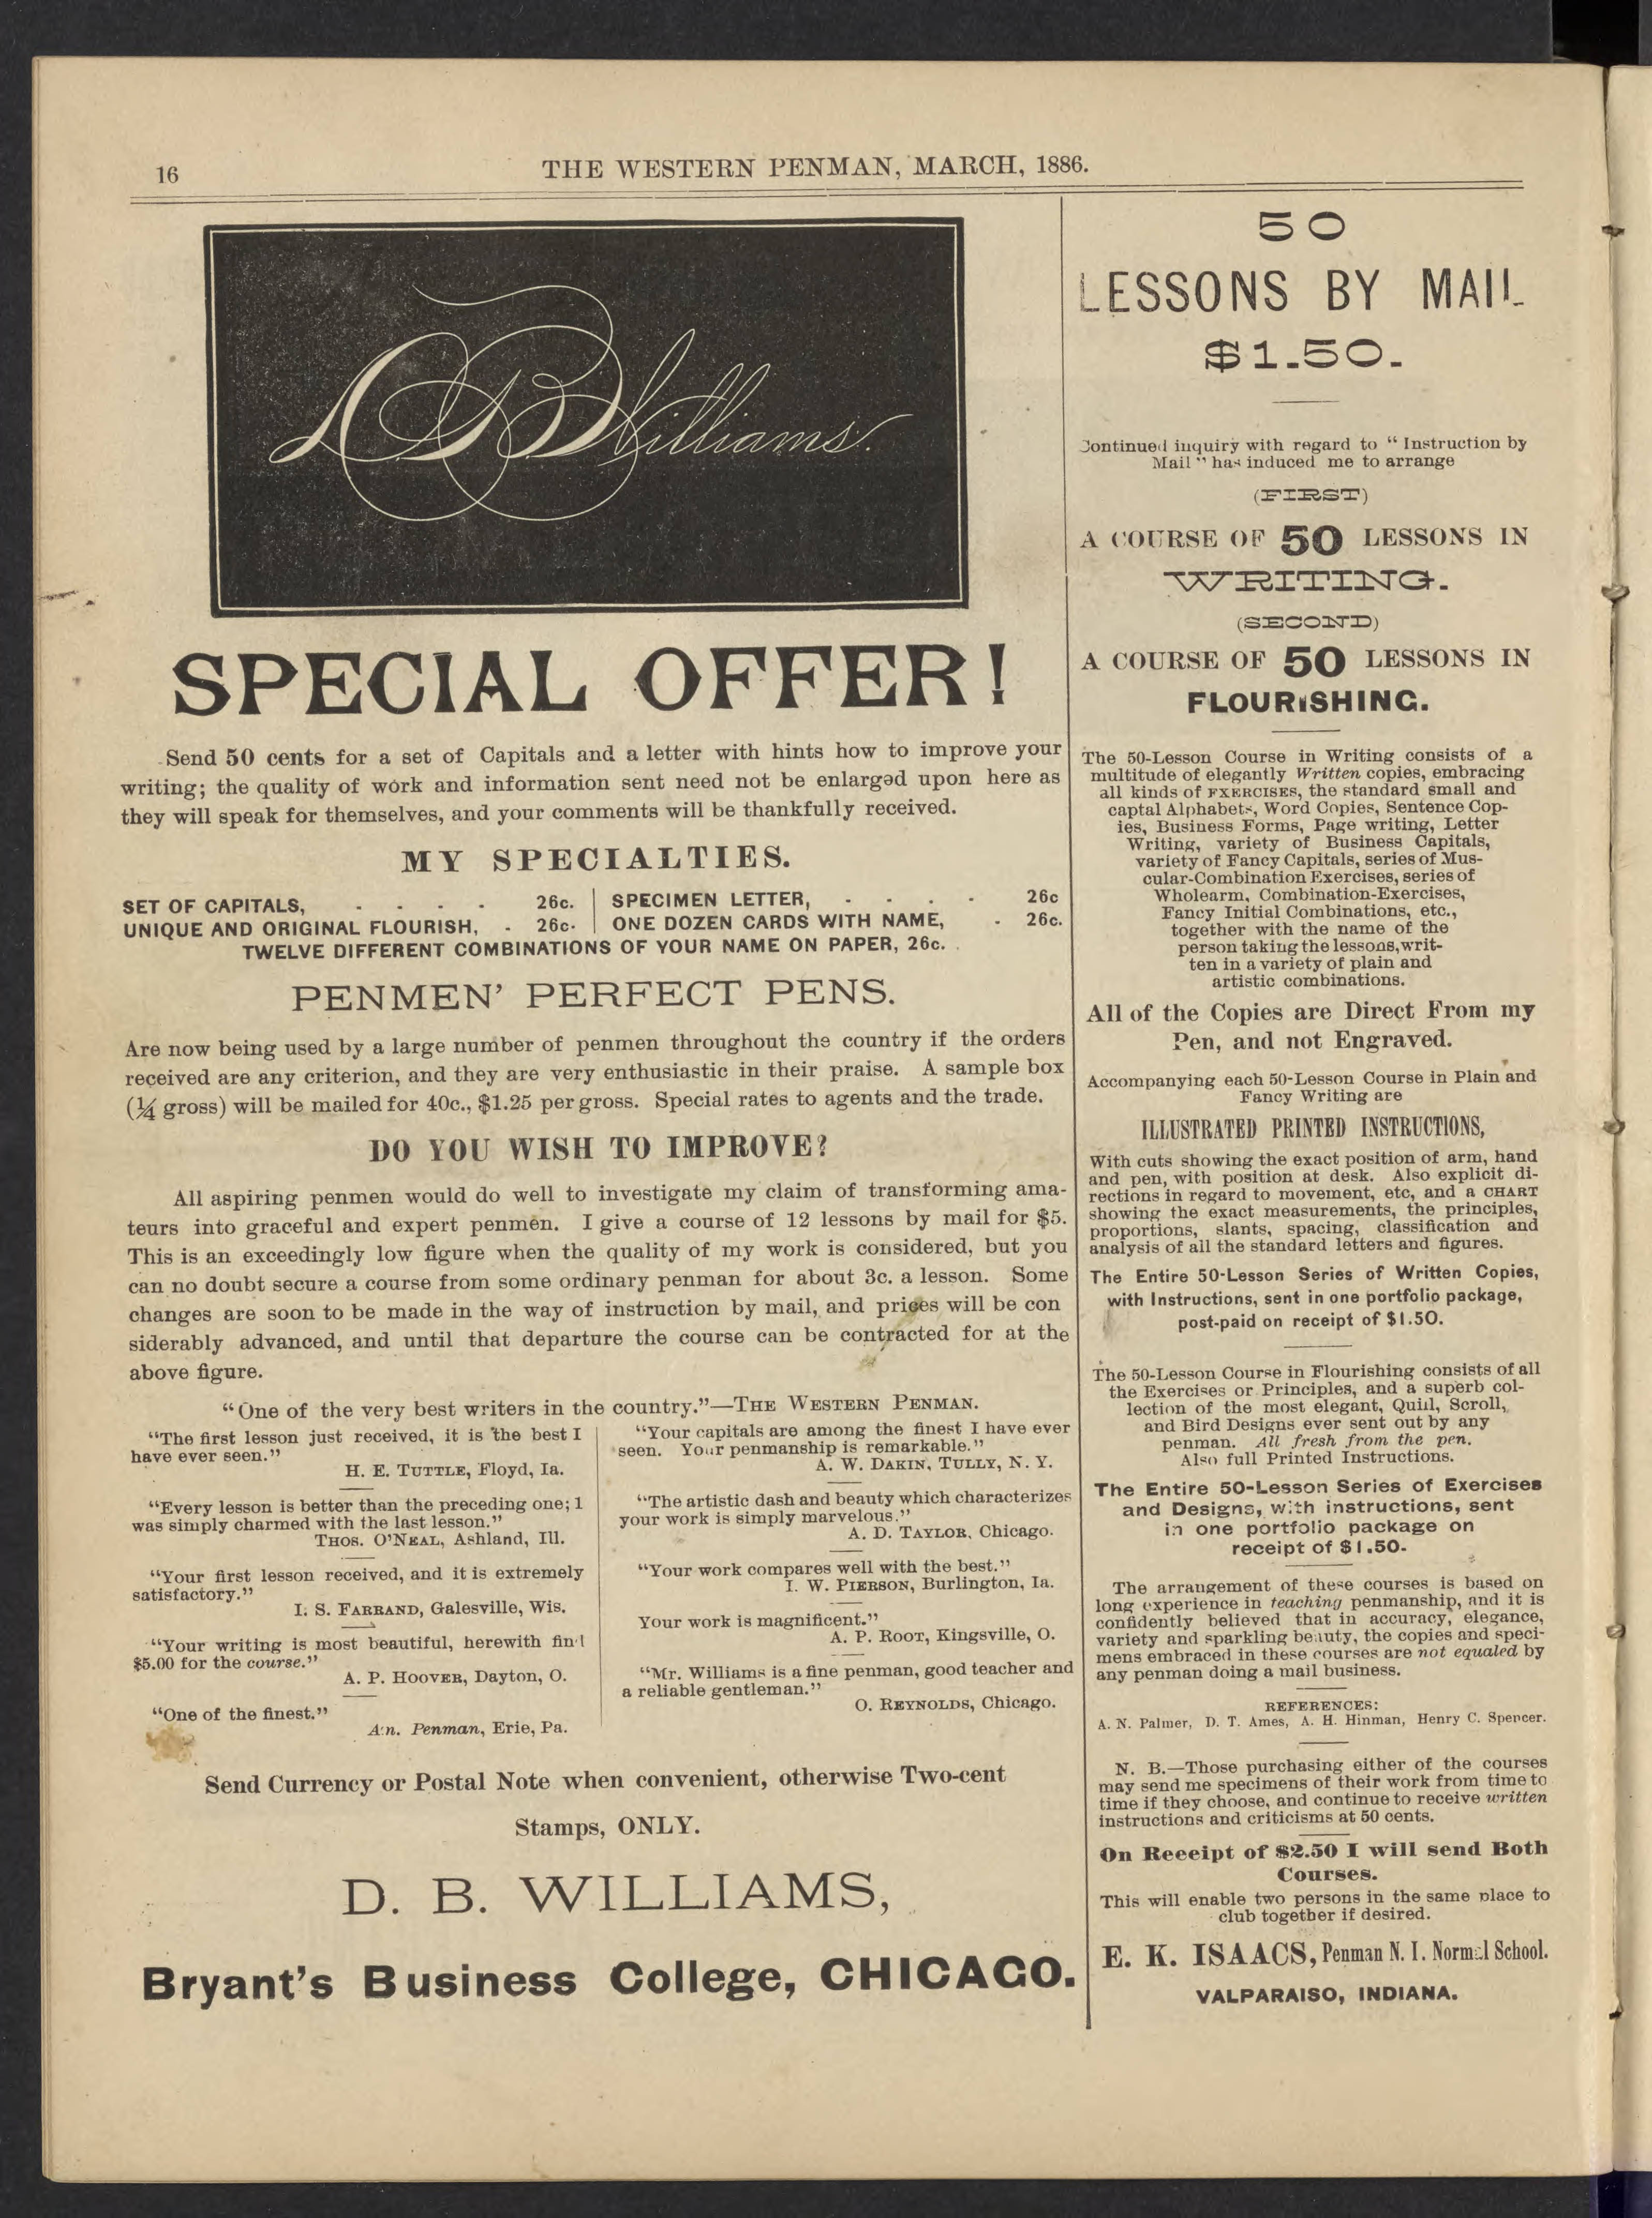 16
THE WESTERN PENMAN, MARCH, 1886.
D B Williams.
SPECIAL OFFER!
Send 50 cents for a set of Capitals and a letter with hints how to improve your
writing; the quality of work and information sent need not be enlarged upon here as
they will speak for themselves, and your comments will be thankfully received.
MY SPECIALTIES.
SET OF CAPITALS, - - - - 26c.
UNIQUE AND ORIGINAL FLOURISH, - 26c.
SPECIMEN LETTER, - - - - 26c
ONE DOZEN CARDS WITH NAME, - 26c.
TWELVE DIFFERENT COMBINATIONS OF YOUR NAME ON PAPER, 26c.
PENMEN' PERFECT PENS.
Are now being used by a large number of penmen throughout the country if the orders
received are any criterion, and they are very enthusiastic in their praise. A sample box
(¼ gross) will be mailed for 40c., $1.25 per gross. Special rates to agents and the trade.
DO YOU WISH TO IMPROVE?
All aspiring penmen would do well to investigate my claim of transforming ama-
teurs into graceful and expert penmen. I give a course of 12 lessons by mail for $5.
This is an exceedingly low figure when the quality of my work is considered, but you
can no doubt secure a course from some ordinary penman for about 3c. a lesson. Some
changes are soon to be made in the way of instruction by mail, and prices will be con
siderably advanced, and until that departure the course can be contracted for at the
above figure.
"One of the very best writers in the country."—THE WESTERN PENMAN.
"The first lesson just received, it is the best I
have ever seen."
H. E. TUTTLE, Floyd, Ia.
"Every lesson is better than the preceding one; 1
was simply charmed with the last lesson."
THOS. O'NEAL, Ashland, Ill.
"Your first lesson received, and it is extremely
satisfactory."
I. S. FARRAND, Galesville, Wis.
"Your writing is most beautiful, herewith find
$5.00 for the course."
A. P. HOOVER, Dayton, O.
"One of the finest."
Am. Penman, Erie, Pa.
"Your capitals are among the finest I have ever
seen. Your penmanship is remarkable."
A. W. DAKIN, TULLY, N. Y.
"The artistic dash and beauty which characterizes
your work is simply marvelous."
A. D. TAYLOR, Chicago.
"Your work compares well with the best."
I. W. PIERSON, Burlington, Ia.
Your work is magnificent."
A. P. ROOT, Kingsville, O.
"Mr. Williams is a fine penman, good teacher and
a reliable gentleman."
O. REYNOLDS, Chicago.
Send Currency or Postal Note when convenient, otherwise Two-cent
Stamps, ONLY.
D. B. WILLIAMS,
Bryant's Business College, CHICAGO.
50
LESSONS BY MAIL
$1.50.
Continued inquiry with regard to "Instruction by
Mail" has induced me to arrange
(FIRST)
A COURSE OF 50 LESSONS IN
WRITING.
(SECOND)
A COURSE OF 50 LESSONS IN
FLOURISHING.
The 50-Lesson Course in Writing consists of a
multitude of elegantly Written copies, embracing
all kinds of EXERCISES, the standard small and
captal Alphabets, Word Copies, Sentence Cop-
ies, Business Forms, Page writing, Letter
Writing, variety of Business Capitals,
variety of Fancy Capitals, series of Mus-
cular-Combination Exercises, series of
Wholearm, Combination-Exercises,
Fancy Initial Combinations, etc.,
together with the name of the
person taking the lessons, writ-
ten in a variety of plain and
artistic combinations.
All of the Copies are Direct From my
Pen, and not Engraved.
Accompanying each 50-Lesson Course in Plain and
Fancy Writing are
ILLUSTRATED PRINTED INSTRUCTIONS,
With cuts showing the exact position of arm, hand
and pen, with position at desk. Also explicit di-
rections in regard to movement, etc, and a CHART
showing the exact measurements, the principles,
proportions, slants, spacing, classification and
analysis of all the standard letters and figures.
The Entire 50-Lesson Series of Written Copies,
with Instructions, sent in one portfolio package,
post-paid on receipt of $1.50.
The 50-Lesson Course in Flourishing consists of all
the Exercises or Principles, and a superb col-
lection of the most elegant, Quill, Scroll,
and Bird Designs ever sent out by any
penman. All fresh from the pen.
Also full Printed Instructions.
The Entire 50-Lesson Series of Exercises
and Designs, with instructions, sent
in one portfolio package on
receipt of $1.50.
The arrangement of these courses is based on
long experience in teaching penmanship, and it is
confidently believed that in accuracy, elegance,
variety and sparkling beauty, the copies and speci-
mens embraced in these courses are not equaled by
any penman doing a mail business.
REFERENCES:
A. N. Palmer, D. T. Ames, A. H. Hinman, Henry C. Spencer.
N. B.—Those purchasing either of the courses
may send me specimens of their work from time to
time if they choose, and continue to receive written
instructions and criticisms at 50 cents.
On Receipt of $2.50 I will send Both
Courses.
This will enable two persons in the same place to
club together if desired.
E. K. ISAACS, Penman N. I. Normal School.
VALPARAISO, INDIANA.